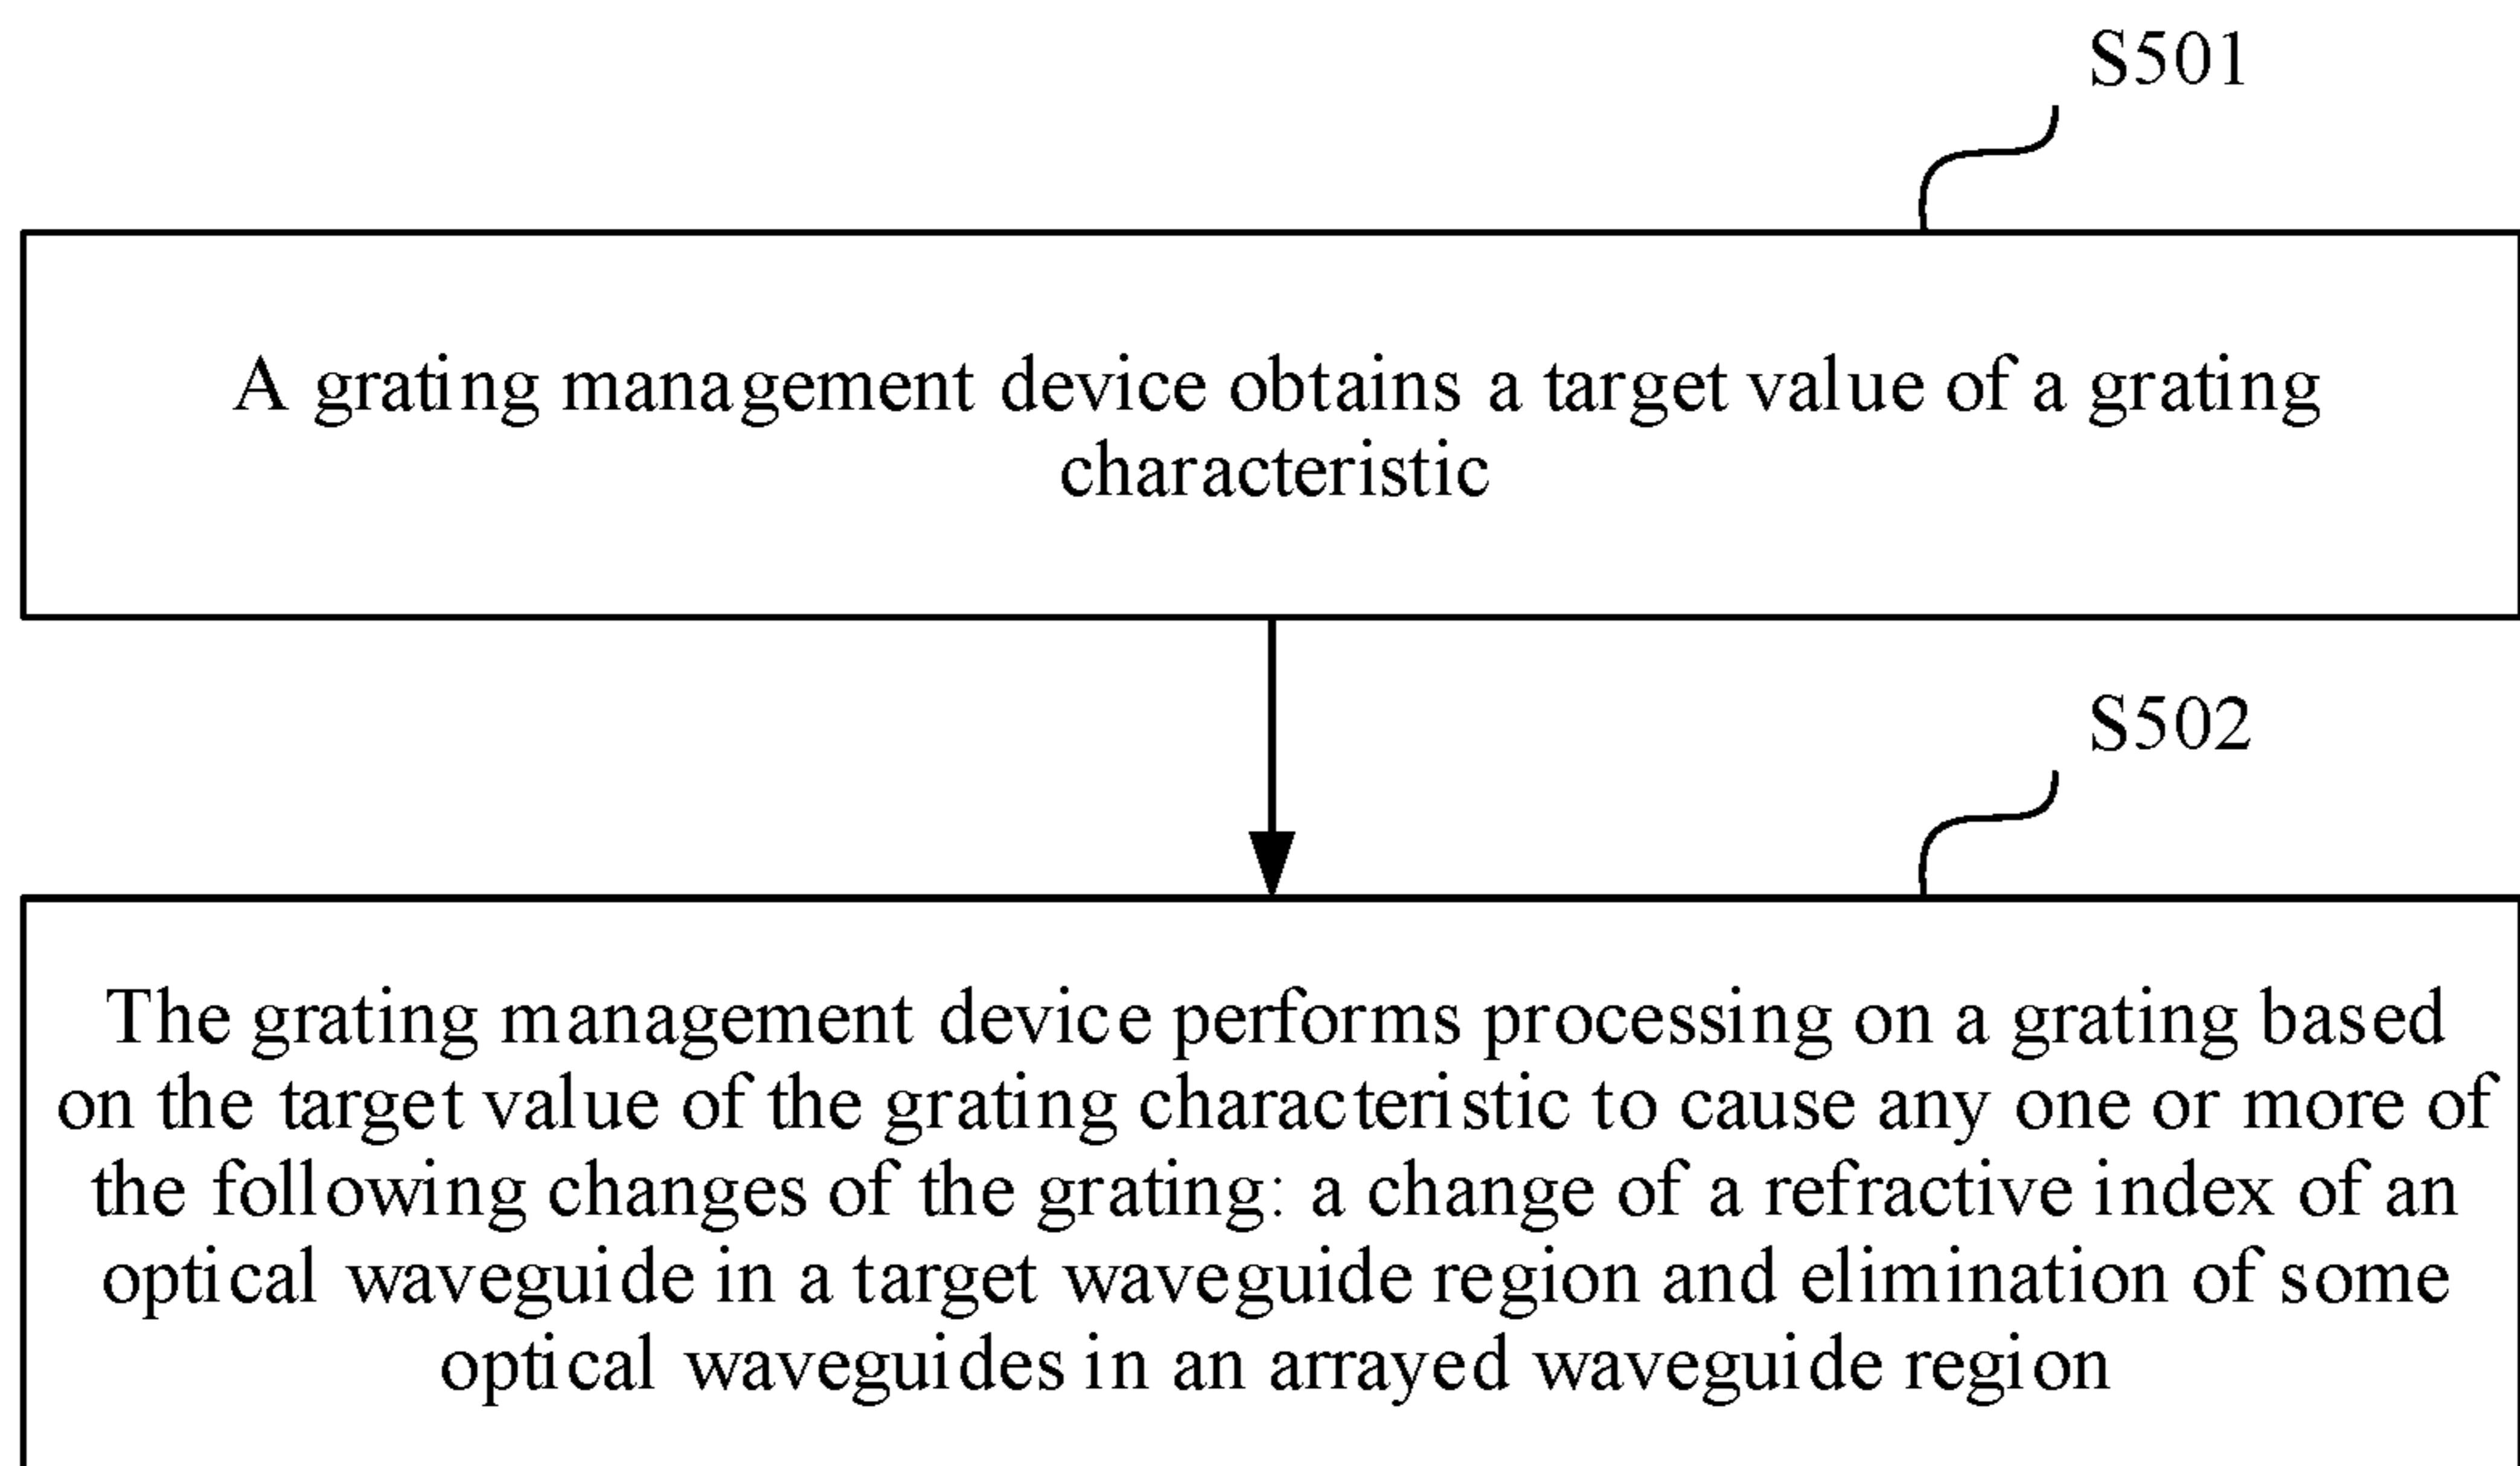 S501
A grating management device obtains a target value of a grating
characteristic
S502
The grating management device performs processing on a grating based
on the target value of the grating characteristic to cause any one or more of
the following changes of the grating: a change of a refractive index of an
optical waveguide in a target waveguide region and elimination of some
optical waveguides in an arrayed waveguide region